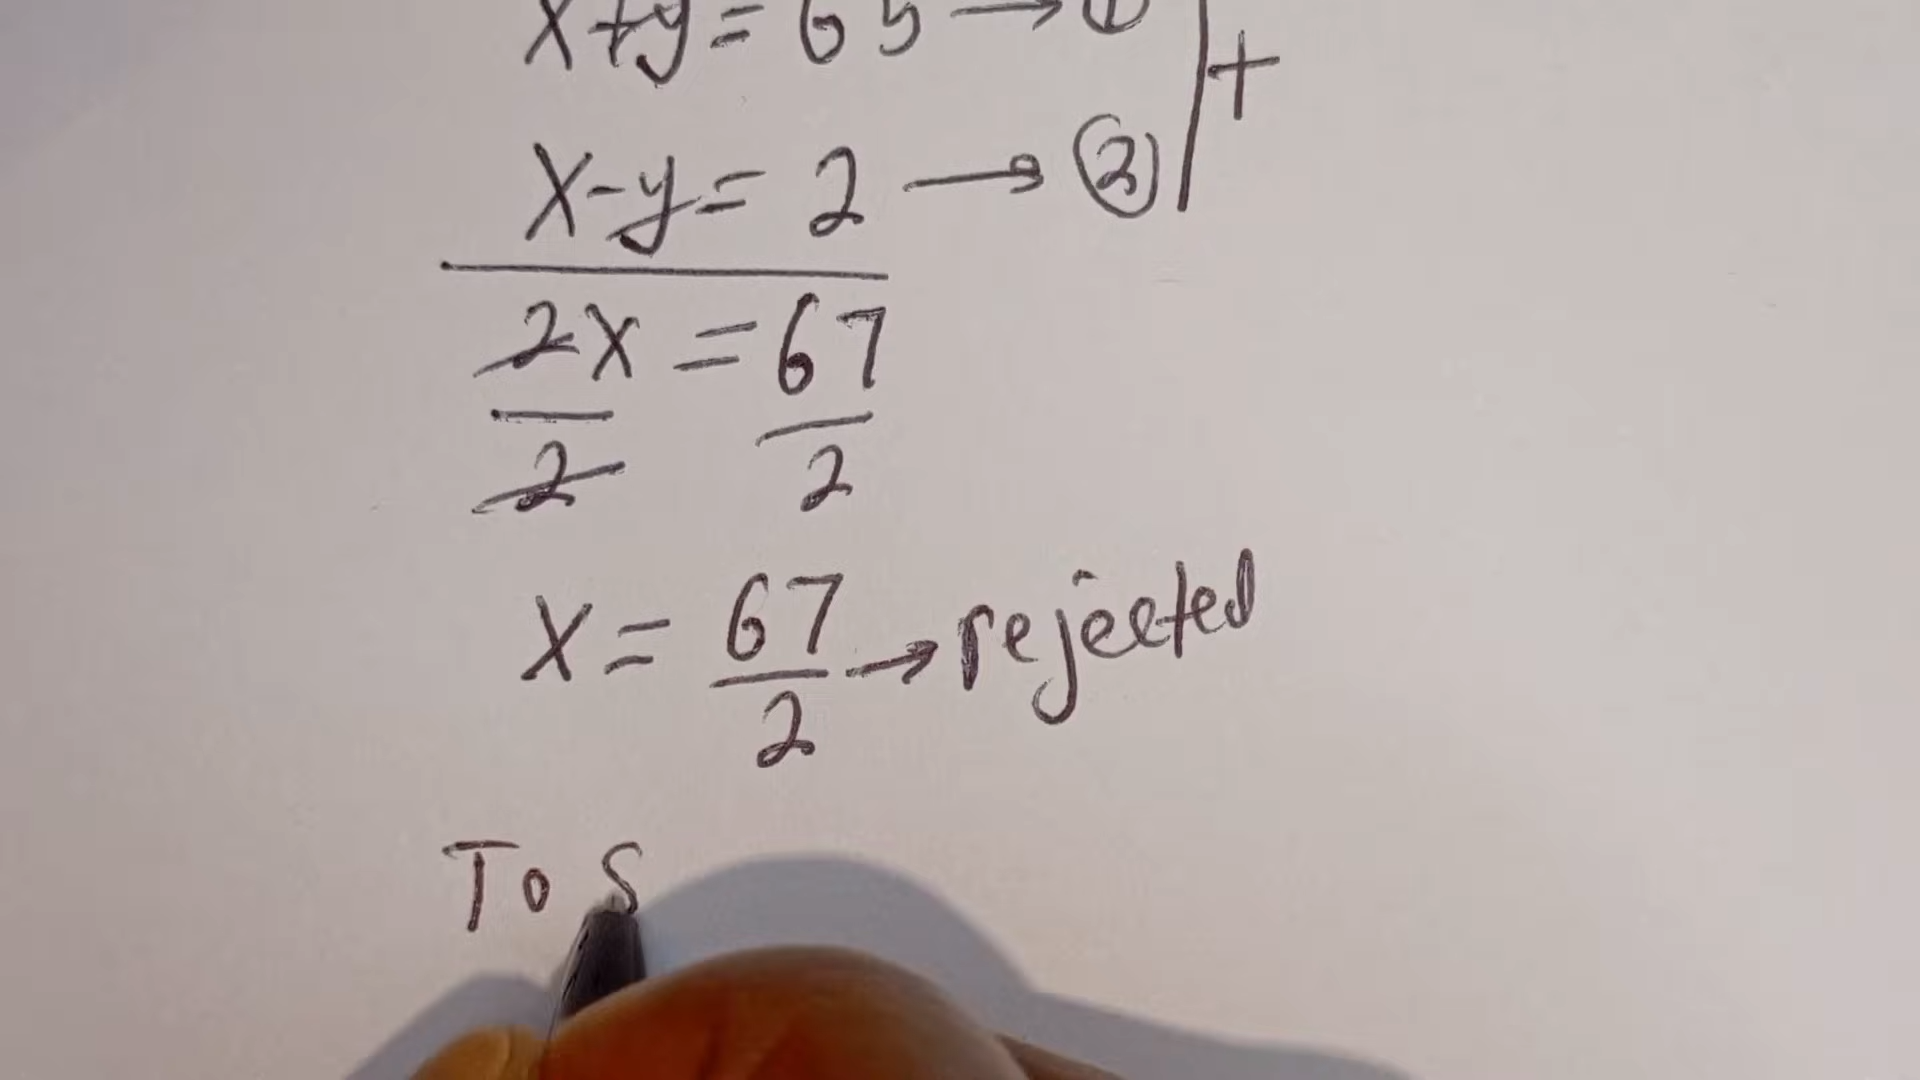 x+y = 65 → ①
+
x-y = 2 → ②
2x = 67
2 2
x = 67/2 → rejected
To S